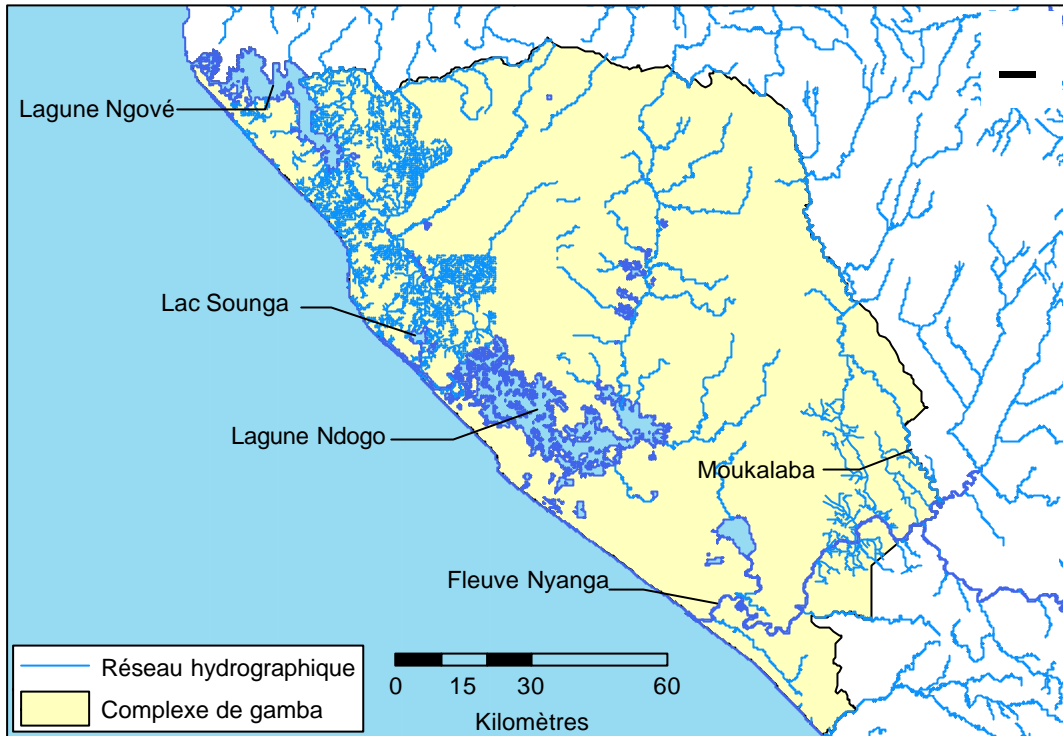 Lagune Ngové
Lac Sounga
Lagune Ndogo
Moukalaba
Fleuve Nyanga
Réseau hydrographique
Complexe de gamba
0 15 30 60
Kilomètres